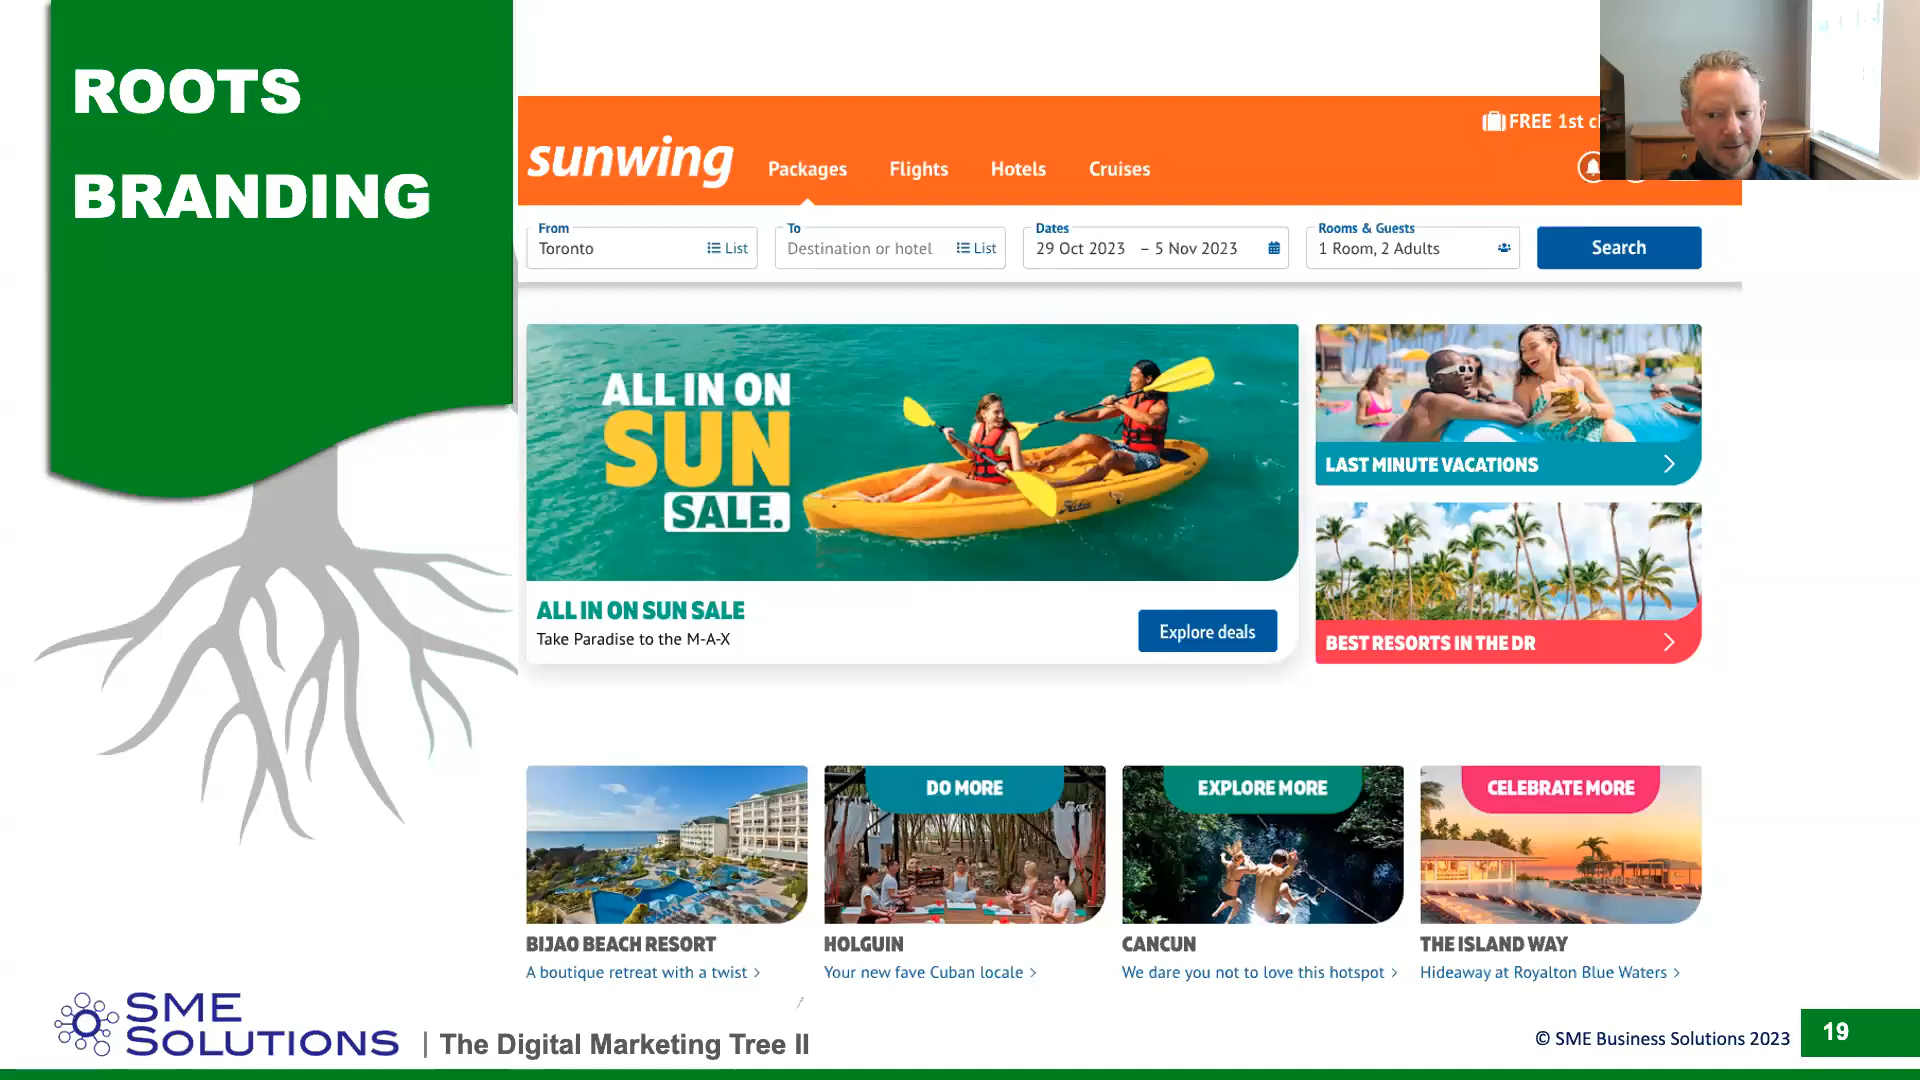 ROOTS
BRANDING
FREE 1st
sunwing
Packages
Flights
Hotels
Cruises
From
Toronto
List
To
Destination or hotel
List
Dates
29 Oct 2023 – 5 Nov 2023
Rooms & Guests
1 Room, 2 Adults
Search
ALL IN ON
SUN
SALE.
ALL IN ON SUN SALE
Take Paradise to the M-A-X
Explore deals
LAST MINUTE VACATIONS
BEST RESORTS IN THE DR
BIJAO BEACH RESORT
A boutique retreat with a twist >
DO MORE
HOLGUIN
Your new fave Cuban locale >
EXPLORE MORE
CANCUN
We dare you not to love this hotspot >
CELEBRATE MORE
THE ISLAND WAY
Hideaway at Royalton Blue Waters >
SME
SOLUTIONS
| The Digital Marketing Tree II
© SME Business Solutions 2023
19